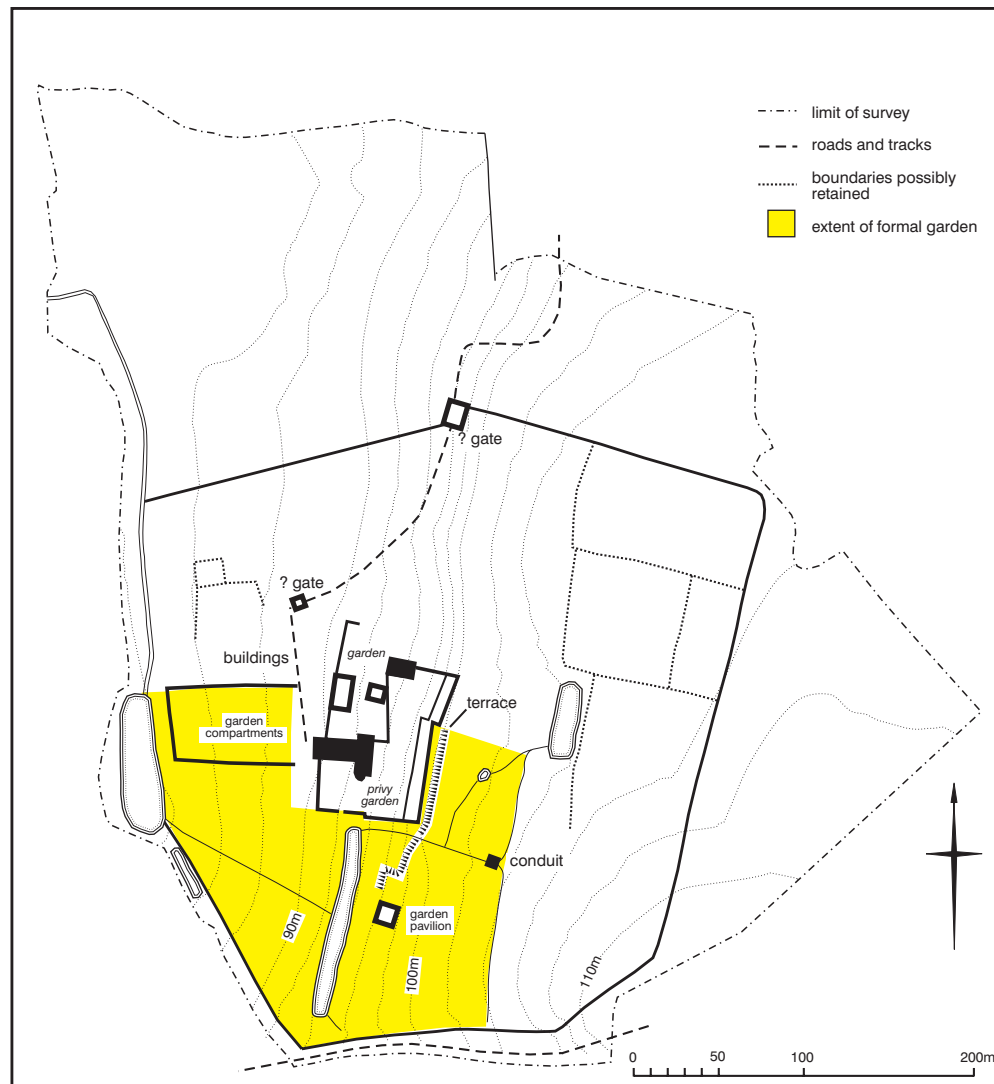 limit of survey
roads and tracks
boundaries possibly
retained
extent of formal garden
? gate
? gate
buildings
garden
terrace
garden
compartments
privy
garden
conduit
garden
pavilion
90m
100m
110m
0 50 100 200m